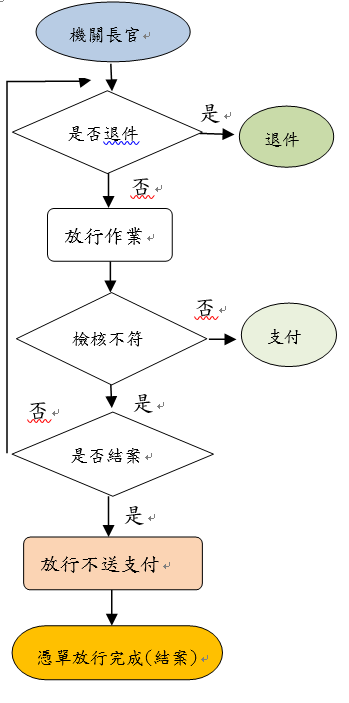 機關長官
是否退件
是
退件
否
放行作業
檢核不符
否
支付
是
否
是否結案
是
放行不送支付
憑單放行完成(結案)